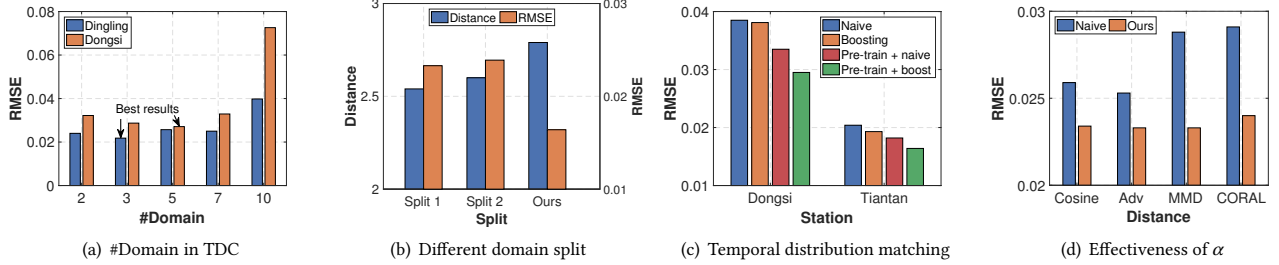 Dingling
Dongsi
Best results
0.08
0.06
0.04
0.02
0
RMSE
2 3 5 7 10
#Domain
(a) #Domain in TDC
Distance RMSE
3
2.5
2
Distance
0.03
0.02
0.01
RMSE
Split 1 Split 2 Ours
Split
(b) Different domain split
Naive
Boosting
Pre-train + naive
Pre-train + boost
0.04
0.03
0.02
0.01
RMSE
Dongsi Tiantan
Station
(c) Temporal distribution matching
Naive Ours
0.03
0.025
0.02
RMSE
Cosine Adv MMD CORAL
Distance
(d) Effectiveness of α